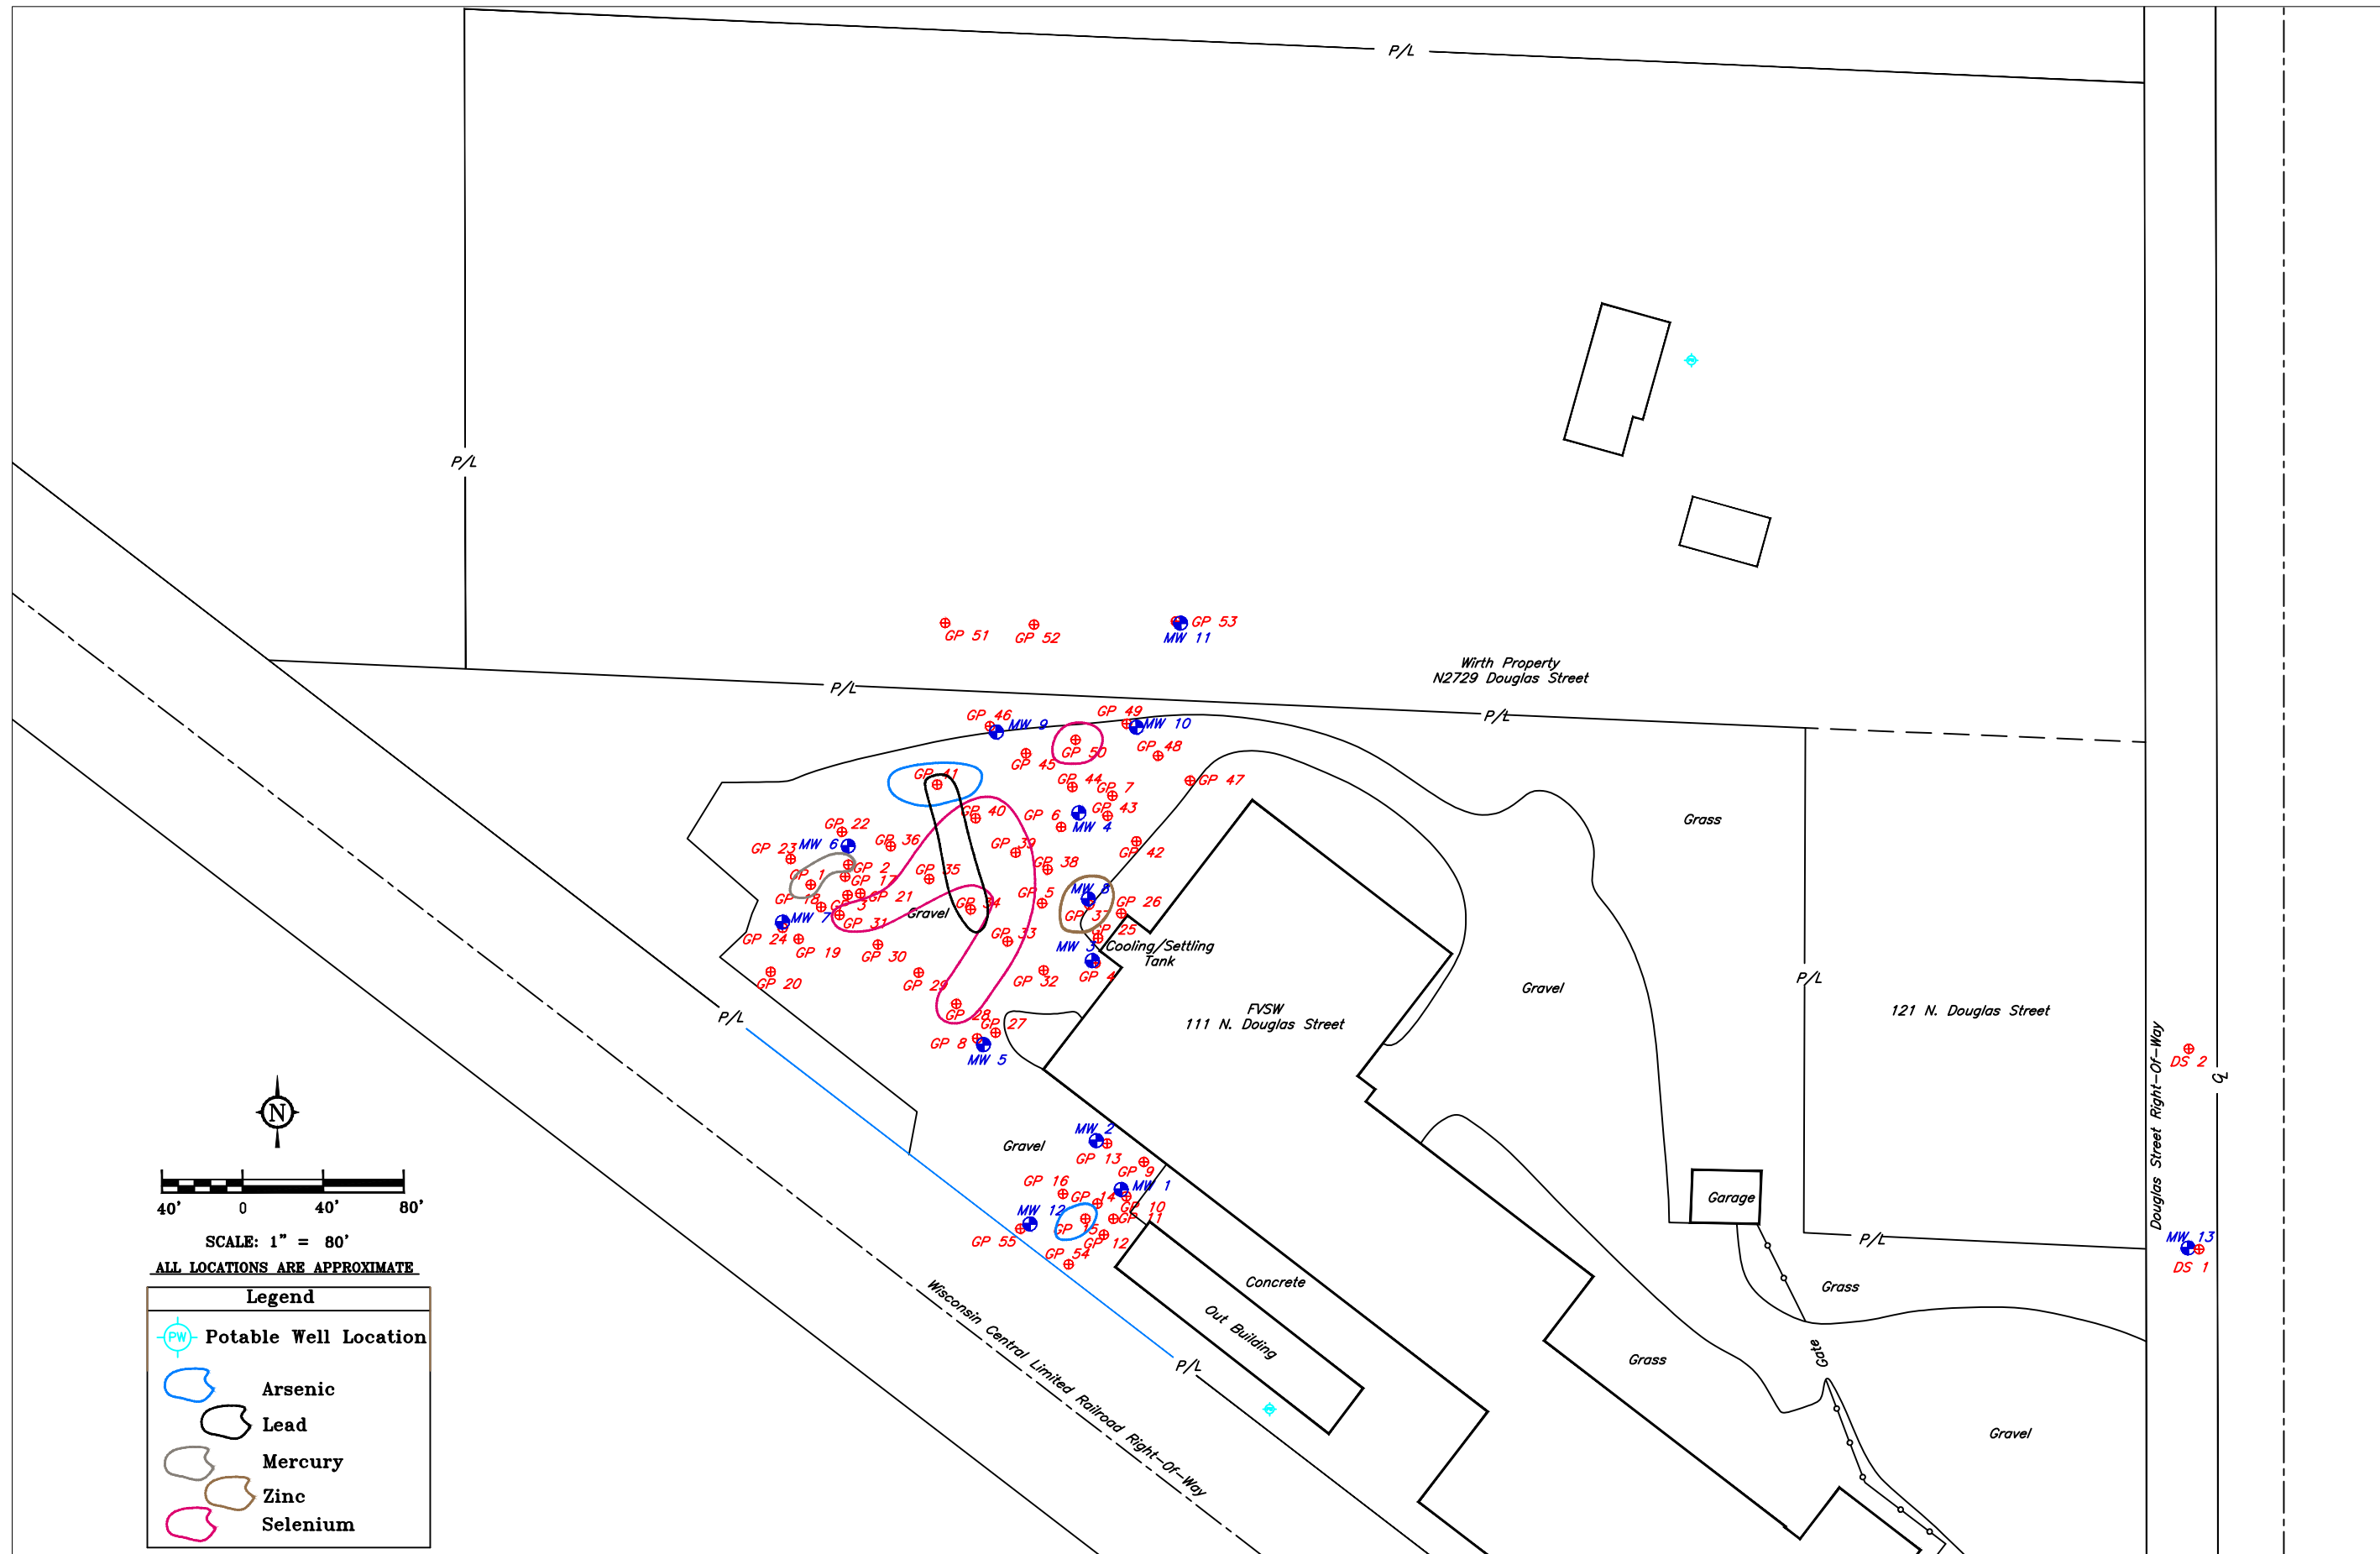 P/L
P/L
GP 51
GP 52
GP 53
MW 11
Wirth Property
N2729 Douglas Street
P/L
P/L
GP 46
MW 9
GP 49
MW 10
GP 50
GP 48
GP 45
GP 41
GP 44
GP 7
GP 47
GP 40
GP 6
GP 43
MW 4
Grass
GP 22
GP 36
MW 6
GP 23
GP 39
GP 42
GP 2
GP 38
GP 1
GP 17
GP 35
GP 21
GP 5
MW 8
GP 18
GP 3
GP 34
GP 37
GP 26
Gravel
MW 7
GP 31
GP 25
GP 24
GP 19
GP 30
GP 33
MW 3
Cooling/Settling
Tank
GP 20
GP 29
GP 32
GP 4
P/L
Gravel
FVSW
111 N. Douglas Street
121 N. Douglas Street
P/L
GP 28
GP 27
GP 8
MW 5
Douglas Street Right-Of-Way
DS 2
N
MW 2
Gravel
GP 13
GP 9
GP 16
GP 14
MW 1
GP 10
MW 12
GP 15
GP 11
GP 55
GP 12
GP 54
Garage
P/L
MW 13
DS 1
40'
0
40'
80'
SCALE: 1" = 80'
ALL LOCATIONS ARE APPROXIMATE
Concrete
Out Building
Grass
Gate
Grass
P/L
Wisconsin Central Limited Railroad Right-Of-Way
Gravel
Legend
PW
Potable Well Location
Arsenic
Lead
Mercury
Zinc
Selenium